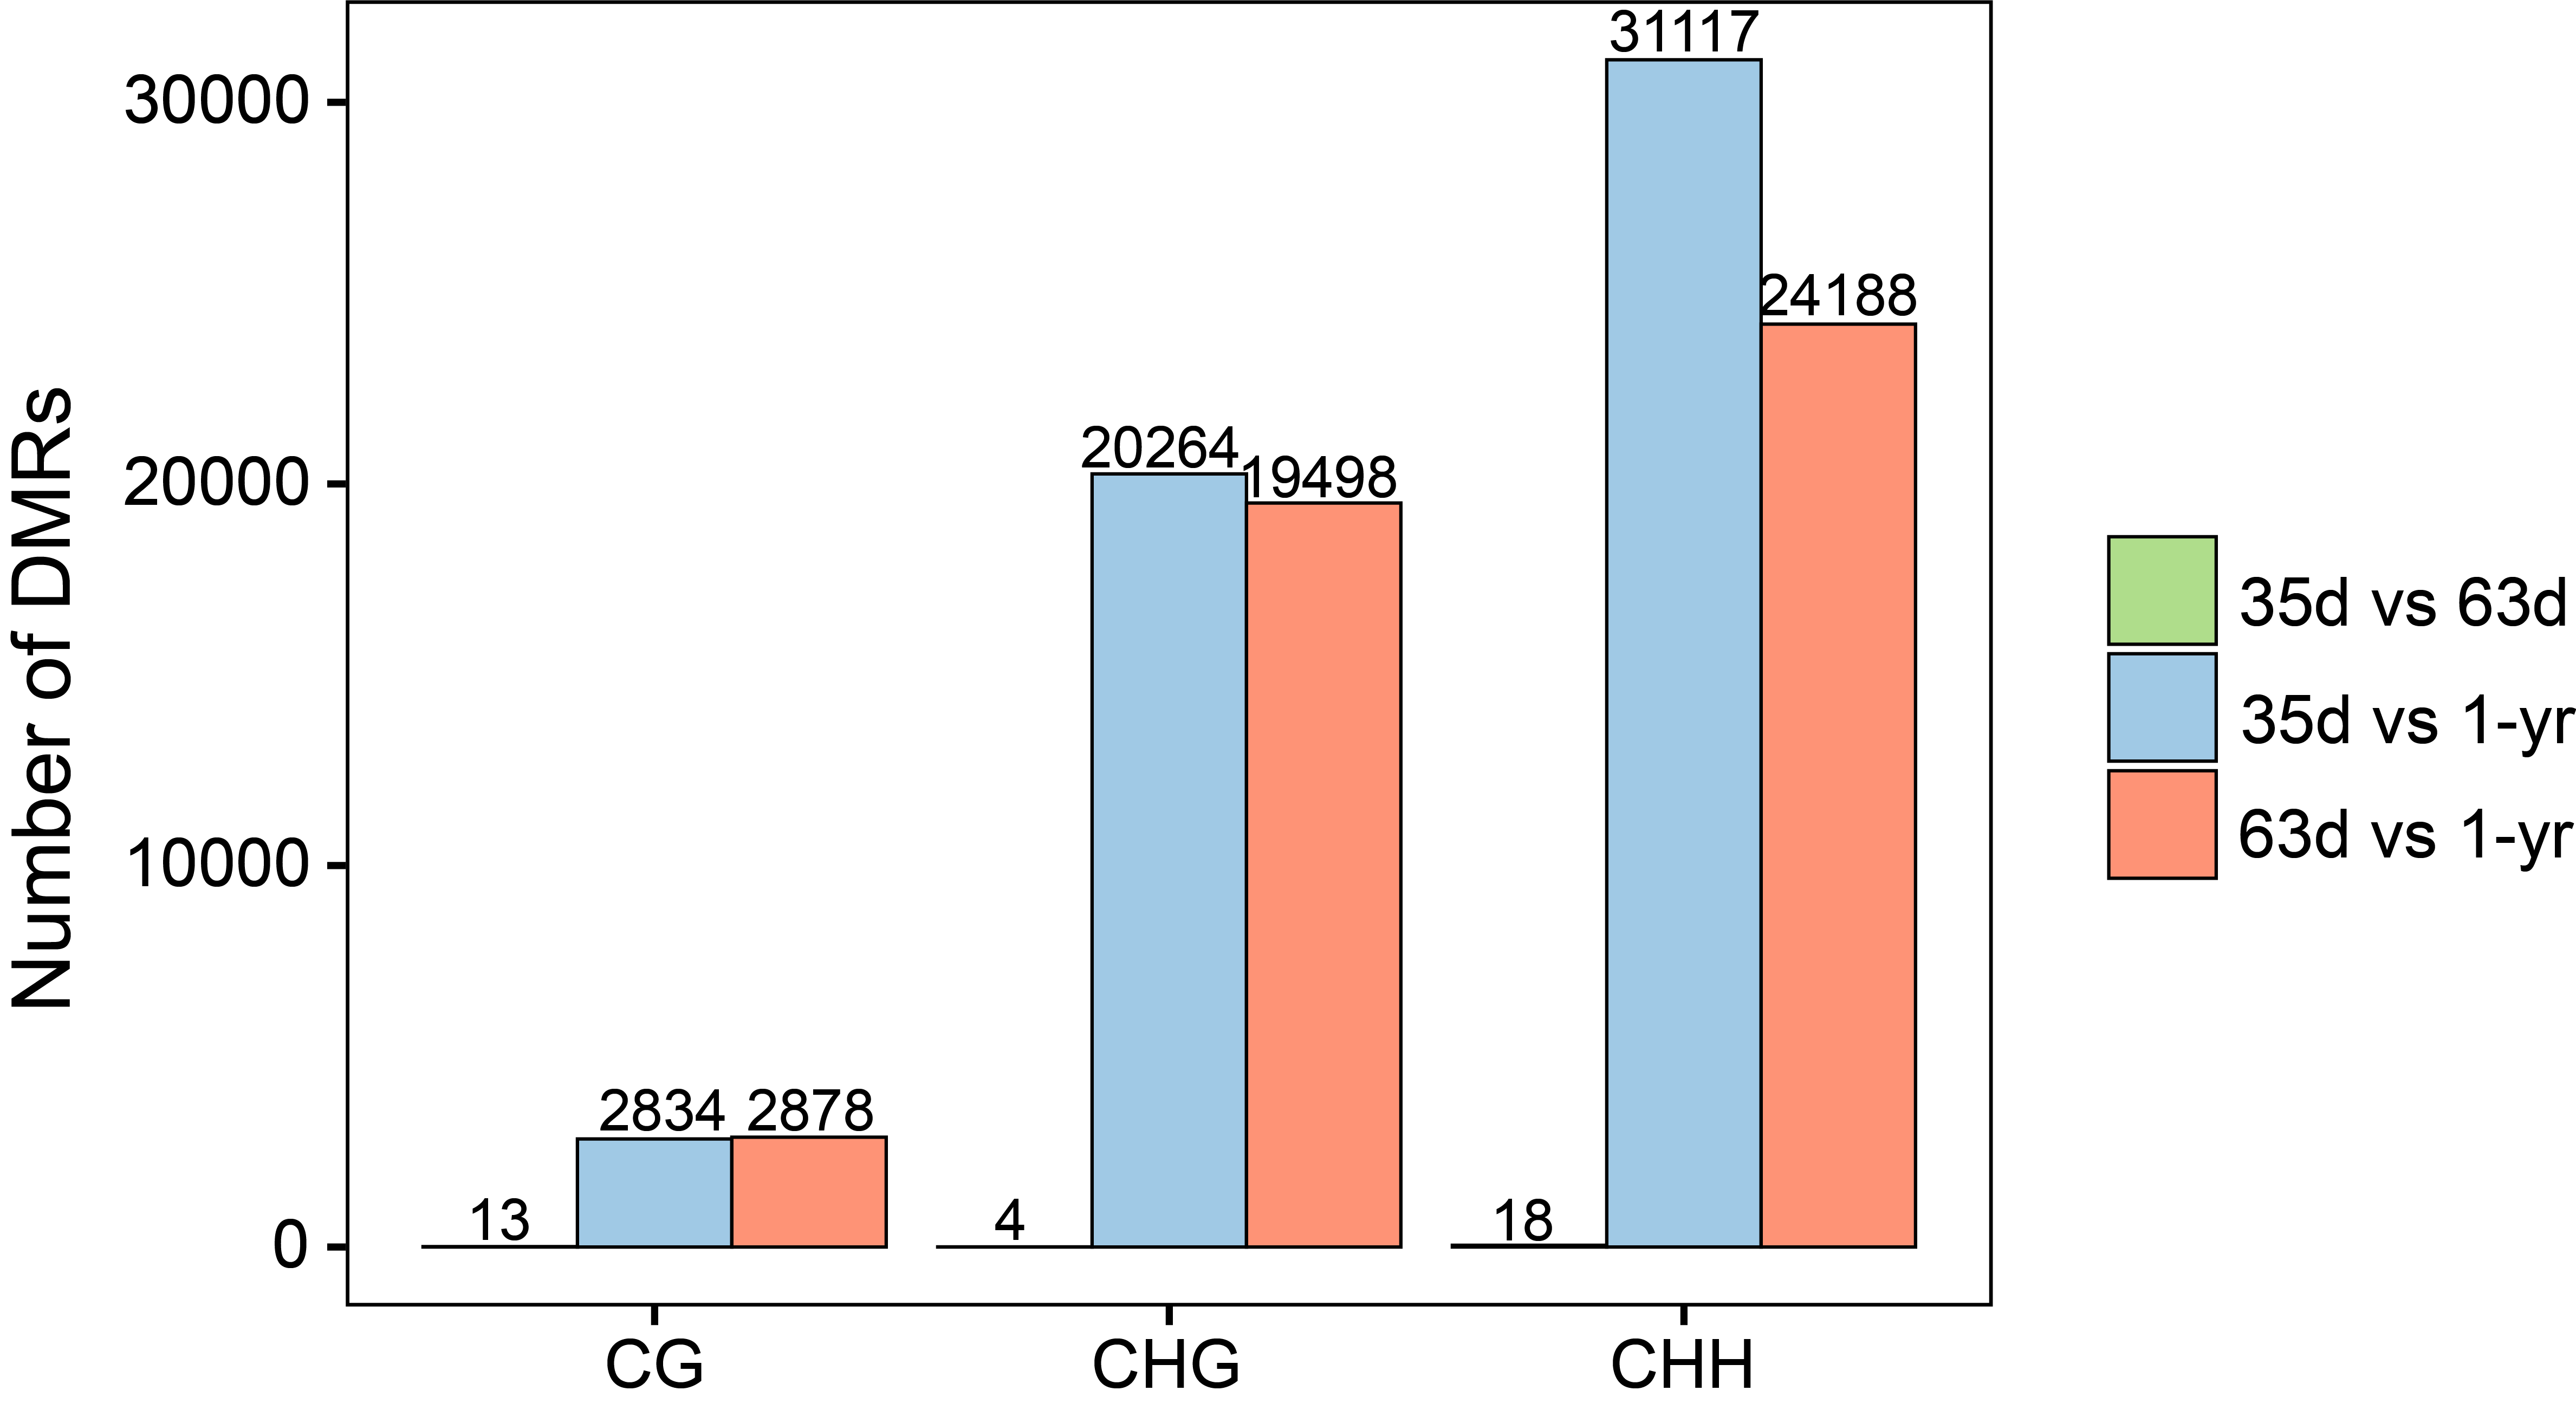 Number of DMRs
30000
20000
10000
0
13
2834
2878
4
20264
19498
18
31117
24188
CG
CHG
CHH
35d vs 63d
35d vs 1-yr
63d vs 1-yr